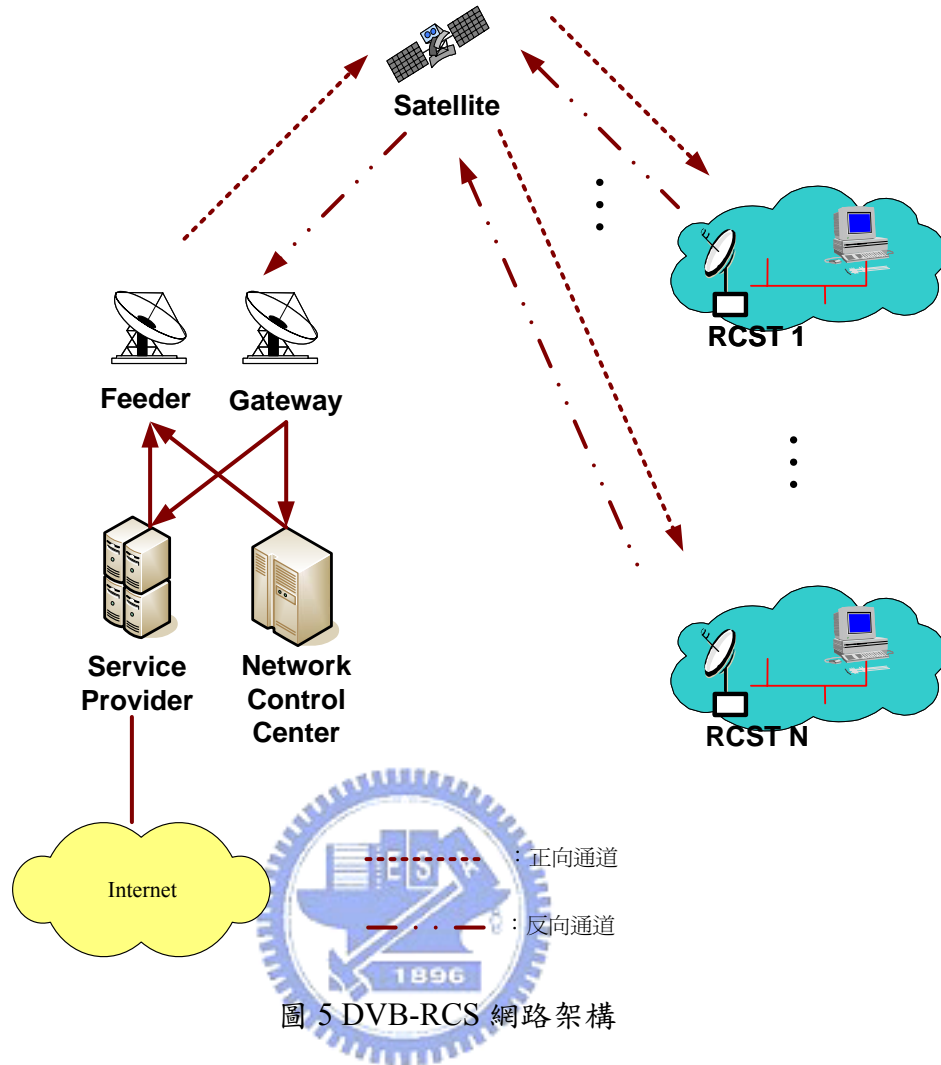 Satellite
RCST 1
Feeder
Gateway
Service
Provider
Network
Control
Center
RCST N
Internet
：正向通道
：反向通道
ES
1896
圖 5 DVB-RCS 網路架構